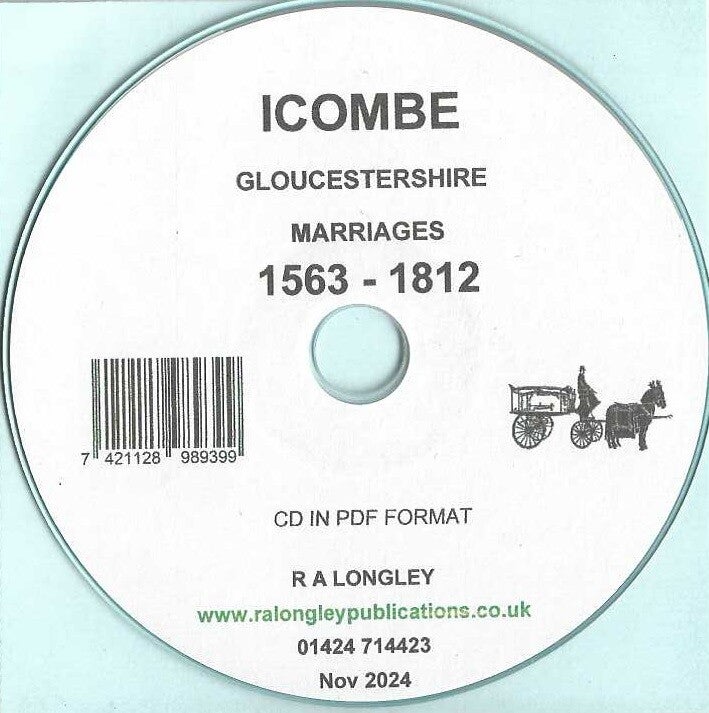 ICOMBE
GLOUCESTERSHIRE
MARRIAGES
1563 - 1812
7 421128 989399
CD IN PDF FORMAT
R A LONGLEY
www.ralongleypublications.co.uk
01424 714423
Nov 2024